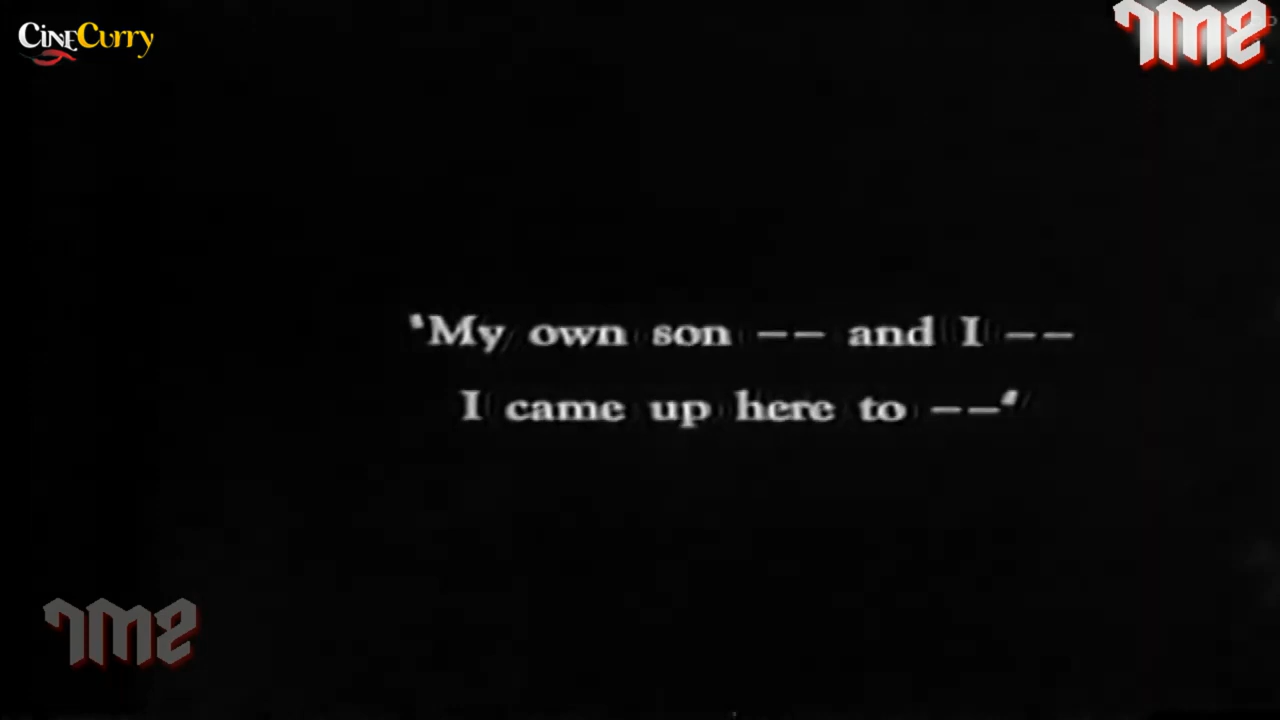 CineCurry
'My own son -- and I --
I came up here to --'